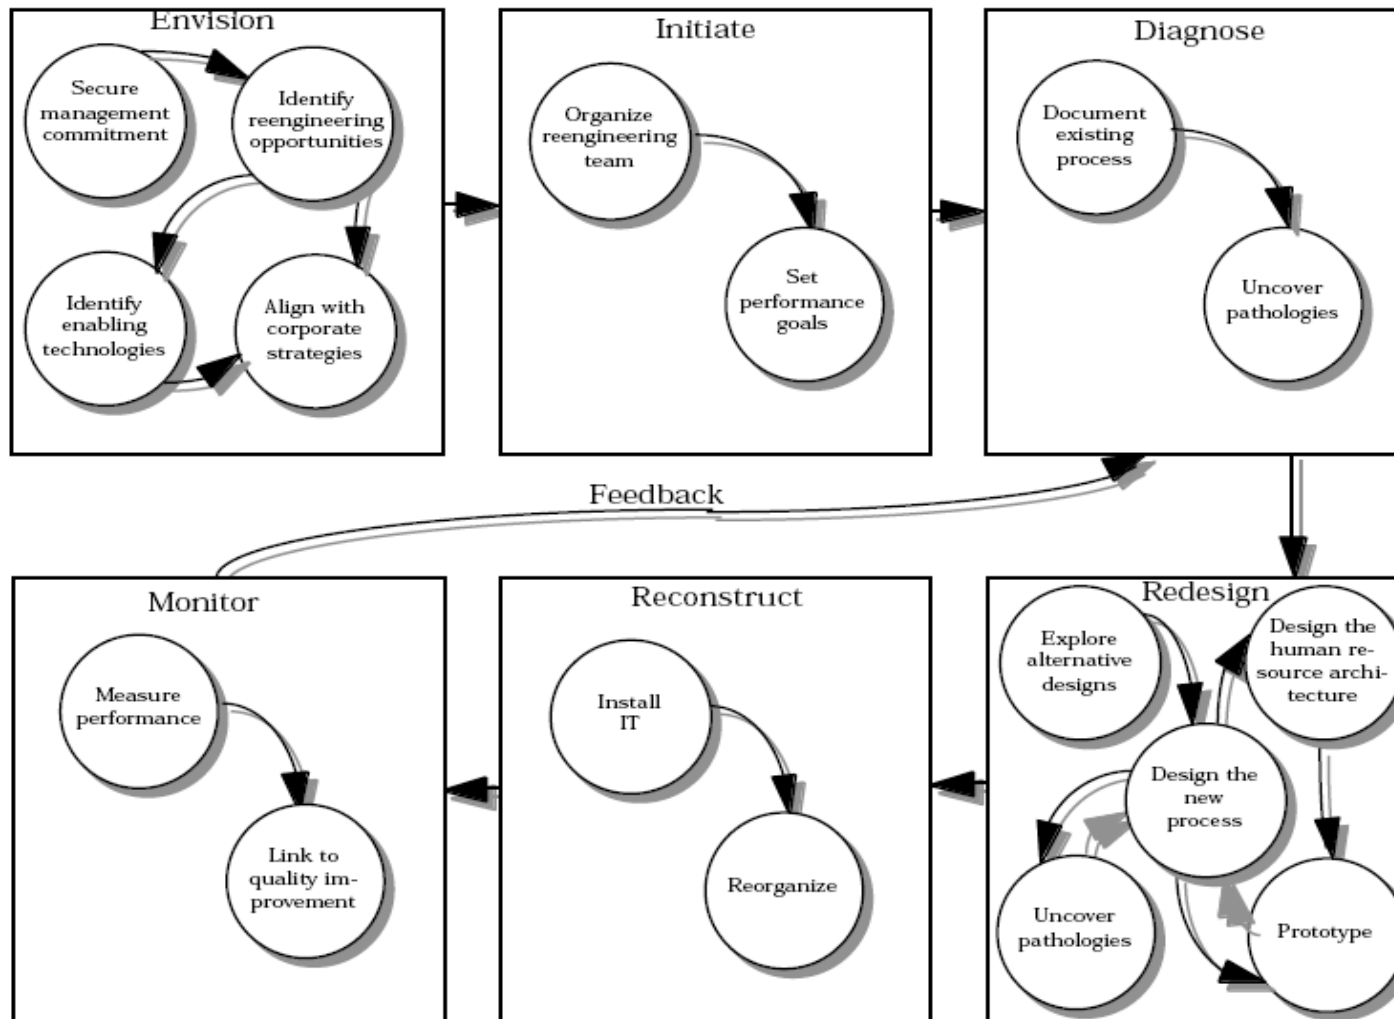 Envision
Secure
management
commitment
Identify
reengineering
opportunities
Identify
enabling
technologies
Align with
corporate
strategies
Initiate
Organize
reengineering
team
Set
performance
goals
Diagnose
Document
existing
process
Uncover
pathologies
Feedback
Monitor
Measure
performance
Link to
quality im-
provement
Reconstruct
Install
IT
Reorganize
Redesign
Explore
alternative
designs
Design the
human re-
source archi-
tecture
Design the
new
process
Uncover
pathologies
Prototype